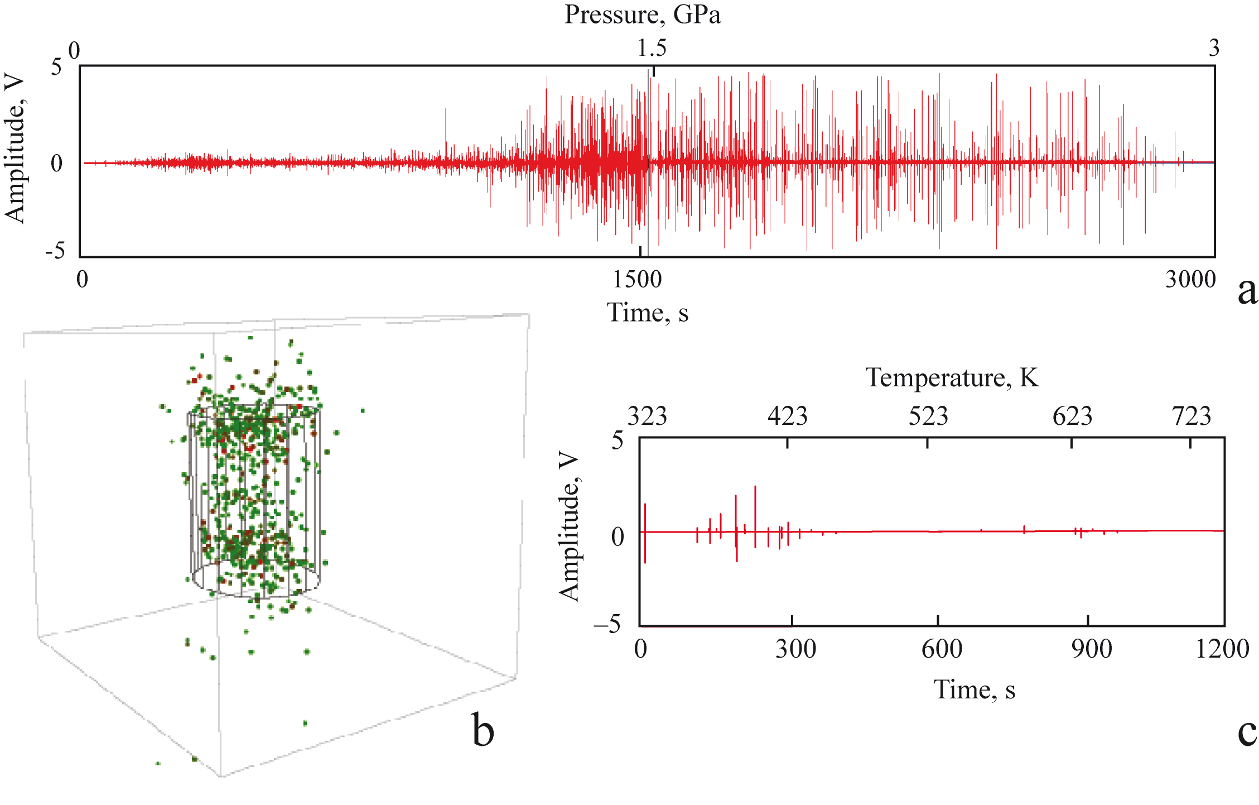 Pressure, GPa
0 1.5 3
5
0
-5
Amplitude, V
0 1500 3000
Time, s
a
b
Temperature, K
323 423 523 623 723
5
0
–5
Amplitude, V
0 300 600 900 1200
Time, s
c